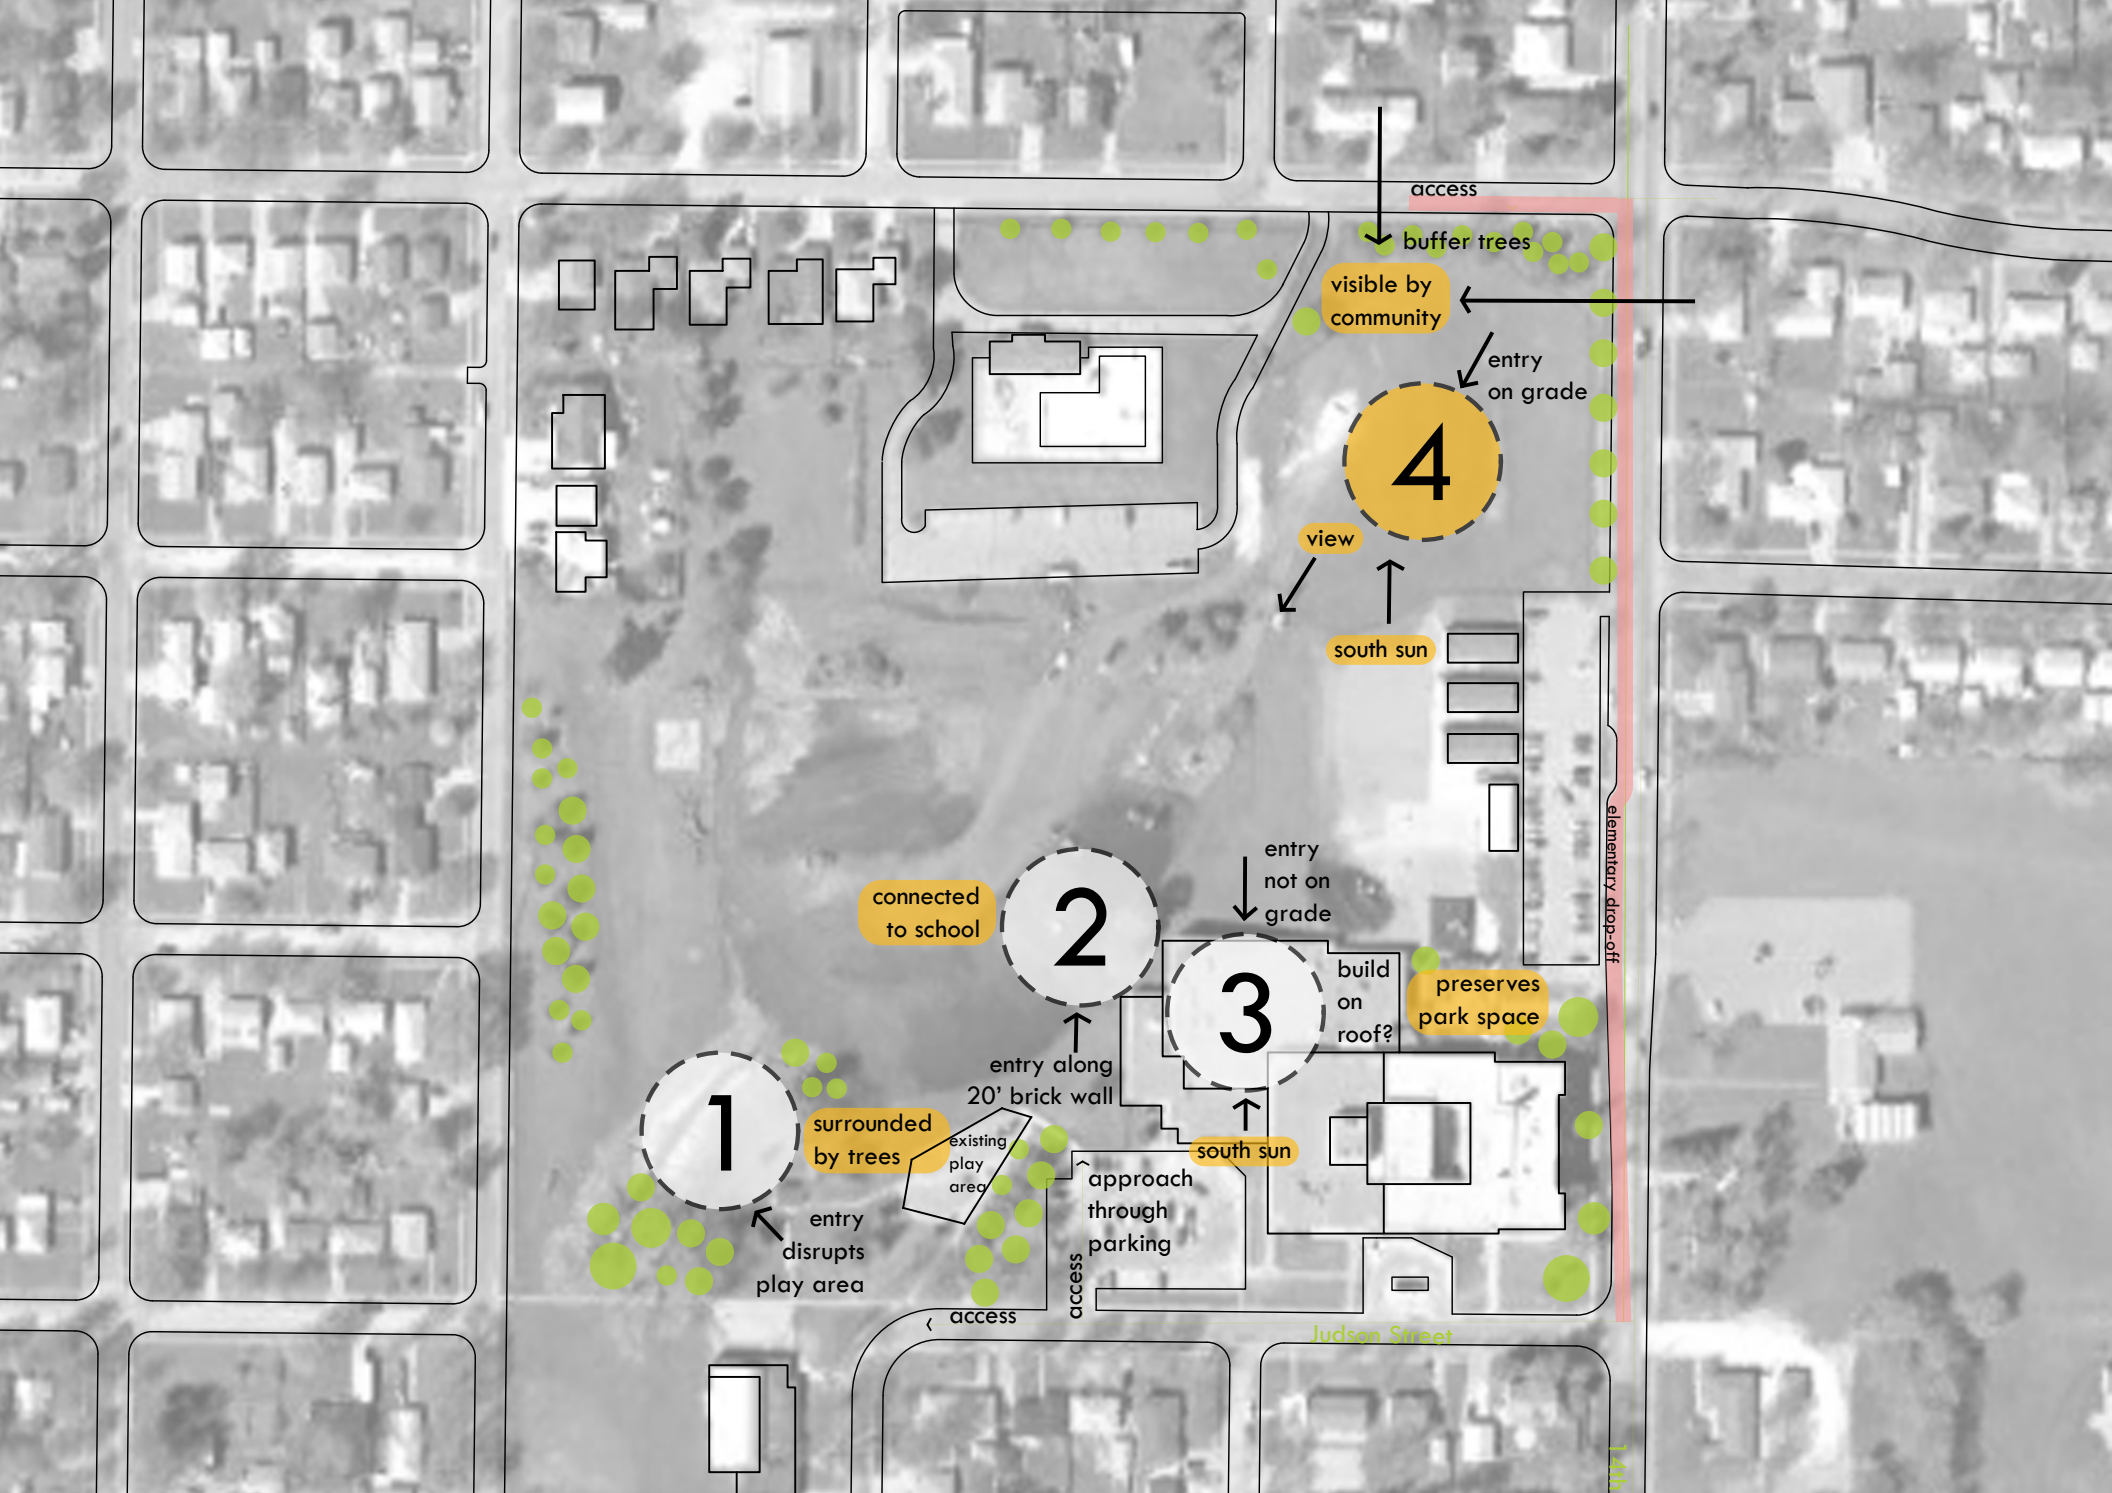 access
buffer trees
visible by
community
entry
on grade
4
view
south sun
elementary drop-off
entry
not on
grade
connected
to school
2
3
build
on
roof?
preserves
park space
entry along
20' brick wall
1
surrounded
by trees
existing
play
area
south sun
approach
through
parking
entry
disrupts
play area
access
access
Judson Street
14th